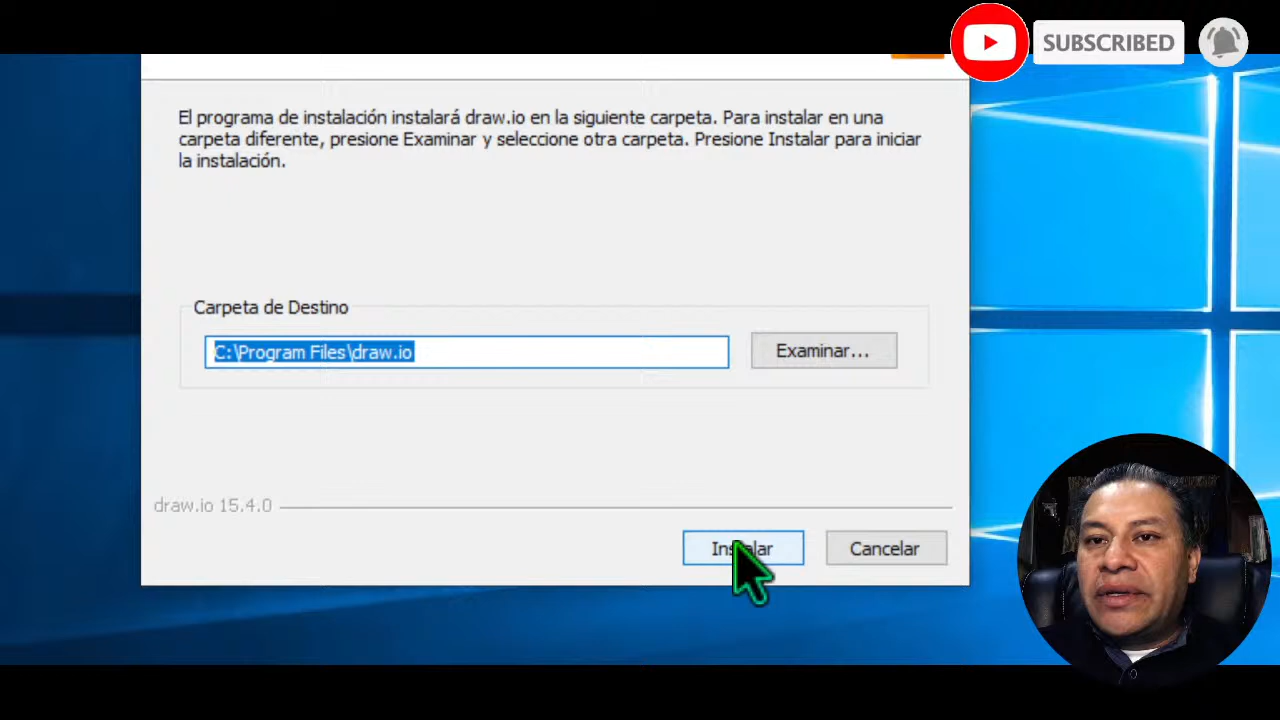 SUBSCRIBED
El programa de instalación instalará draw.io en la siguiente carpeta. Para instalar en una
carpeta diferente, presione Examinar y seleccione otra carpeta. Presione Instalar para iniciar
la instalación.
Carpeta de Destino
C:\Program Files\draw.io
Examinar...
draw.io 15.4.0
Instalar
Cancelar